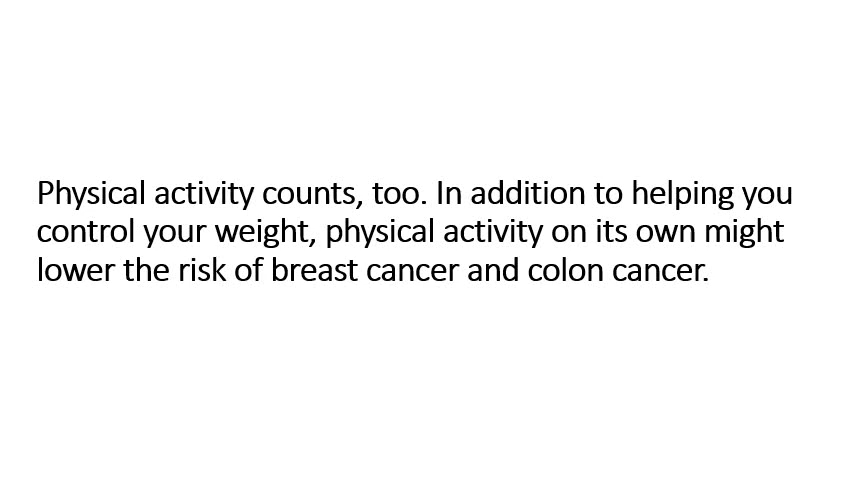 Physical activity counts, too. In addition to helping you
control your weight, physical activity on its own might
lower the risk of breast cancer and colon cancer.